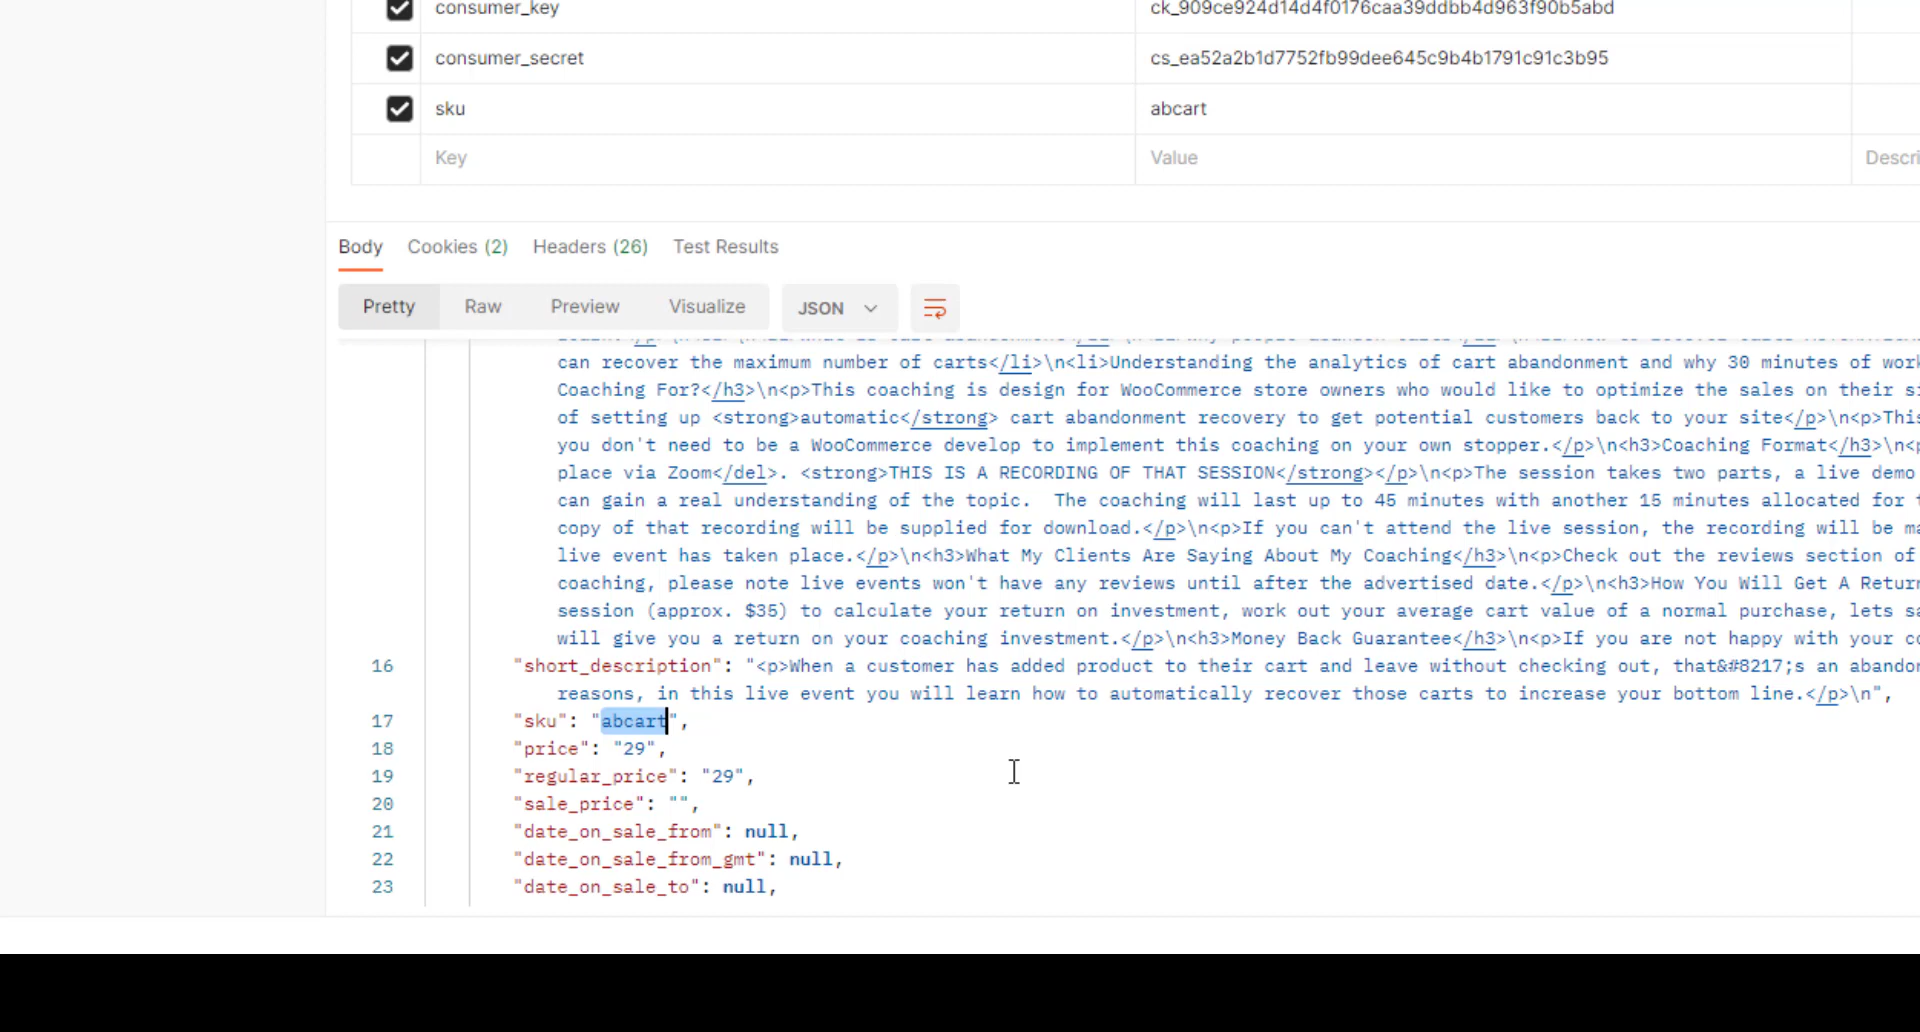 consumer_key ck_909ce924d14d4f0176caa39ddbb4d963f90b5abd
consumer_secret cs_ea52a2b1d7752fb99dee645c9b4b1791c91c3b95
sku abcart
Key Value Descri
Body Cookies (2) Headers (26) Test Results
Pretty Raw Preview Visualize JSON
can recover the maximum number of carts</li>\n<li>Understanding the analytics of cart abandonment and why 30 minutes of work
Coaching For?</h3>\n<p>This coaching is design for WooCommerce store owners who would like to optimize the sales on their si
of setting up <strong>automatic</strong> cart abandonment recovery to get potential customers back to your site</p>\n<p>This
you don't need to be a WooCommerce develop to implement this coaching on your own stopper.</p>\n<h3>Coaching Format</h3>\n<p
place via Zoom</del>. <strong>THIS IS A RECORDING OF THAT SESSION</strong></p>\n<p>The session takes two parts, a live demo
can gain a real understanding of the topic.  The coaching will last up to 45 minutes with another 15 minutes allocated for t
copy of that recording will be supplied for download.</p>\n<p>If you can't attend the live session, the recording will be ma
live event has taken place.</p>\n<h3>What My Clients Are Saying About My Coaching</h3>\n<p>Check out the reviews section of
coaching, please note live events won't have any reviews until after the advertised date.</p>\n<h3>How You Will Get A Return
session (approx. $35) to calculate your return on investment, work out your average cart value of a normal purchase, lets sa
will give you a return on your coaching investment.</p>\n<h3>Money Back Guarantee</h3>\n<p>If you are not happy with your co
16 "short_description": "<p>When a customer has added product to their cart and leave without checking out, that&#8217;s an abandon
reasons, in this live event you will learn how to automatically recover those carts to increase your bottom line.</p>\n",
17 "sku": "abcart",
18 "price": "29",
19 "regular_price": "29",
20 "sale_price": "",
21 "date_on_sale_from": null,
22 "date_on_sale_from_gmt": null,
23 "date_on_sale_to": null,